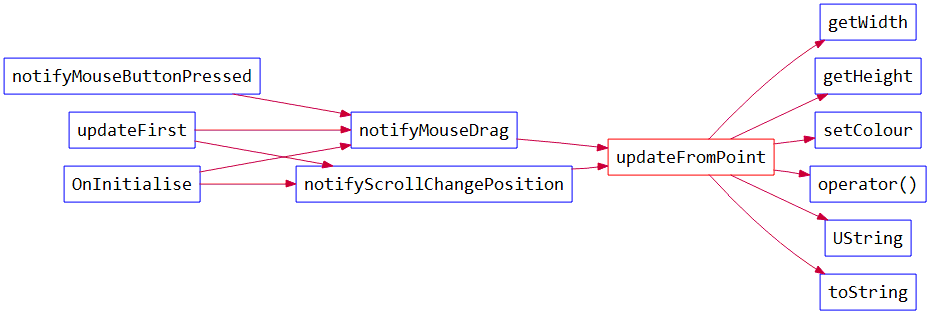 notifyMouseButtonPressed
updateFirst
OnInitialise
notifyMouseDrag
notifyScrollChangePosition
updateFromPoint
getWidth
getHeight
setColour
operator()
UString
toString